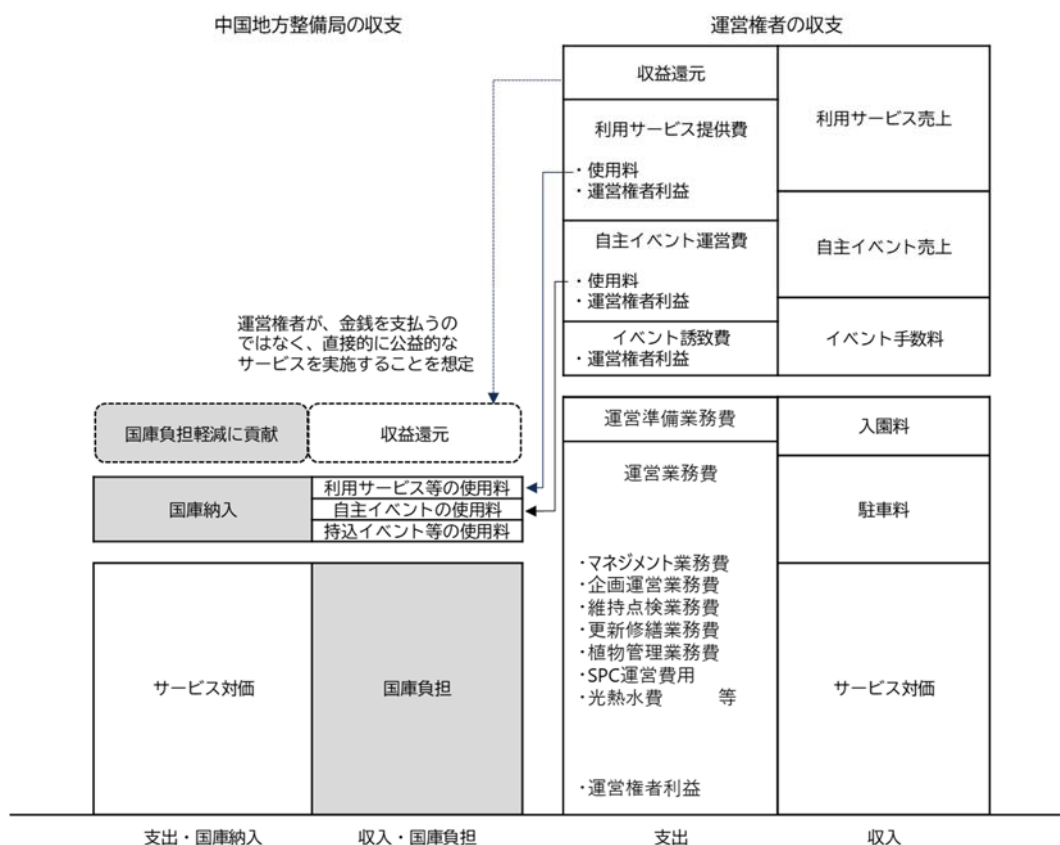 中国地方整備局の収支
運営権者の収支
収益還元
利用サービス提供費
・使用料
・運営権者利益
自主イベント運営費
・使用料
・運営権者利益
イベント誘致費
・運営権者利益
利用サービス売上
自主イベント売上
イベント手数料
運営権者が、金銭を支払うの
ではなく、直接的に公益的な
サービスを実施することを想定
国庫負担軽減に貢献
収益還元
国庫納入
利用サービス等の使用料
自主イベントの使用料
持込イベント等の使用料
サービス対価
国庫負担
運営準備業務費
運営業務費
・マネジメント業務費
・企画運営業務費
・維持点検業務費
・更新修繕業務費
・植物管理業務費
・SPC運営費用
・光熱水費 等
・運営権者利益
入園料
駐車料
サービス対価
支出・国庫納入
収入・国庫負担
支出
収入